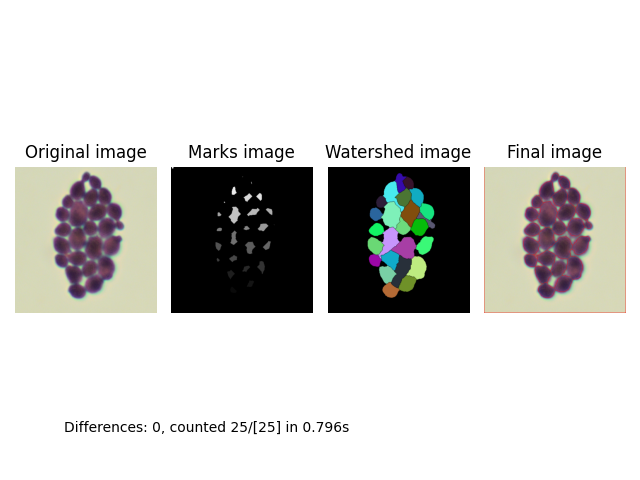 Original image
Marks image
Watershed image
Final image
Differences: 0, counted 25/[25] in 0.796s